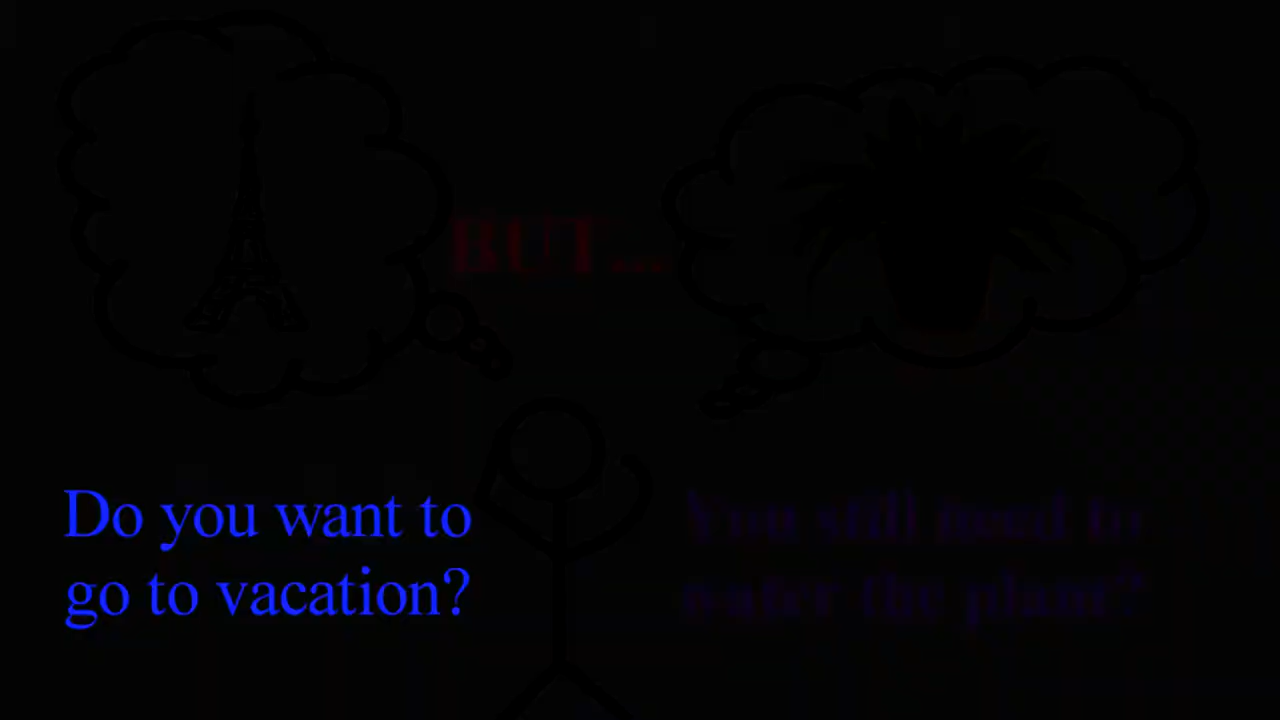 Do you want to
go to vacation?
BUT...
You still need to
water the plant?